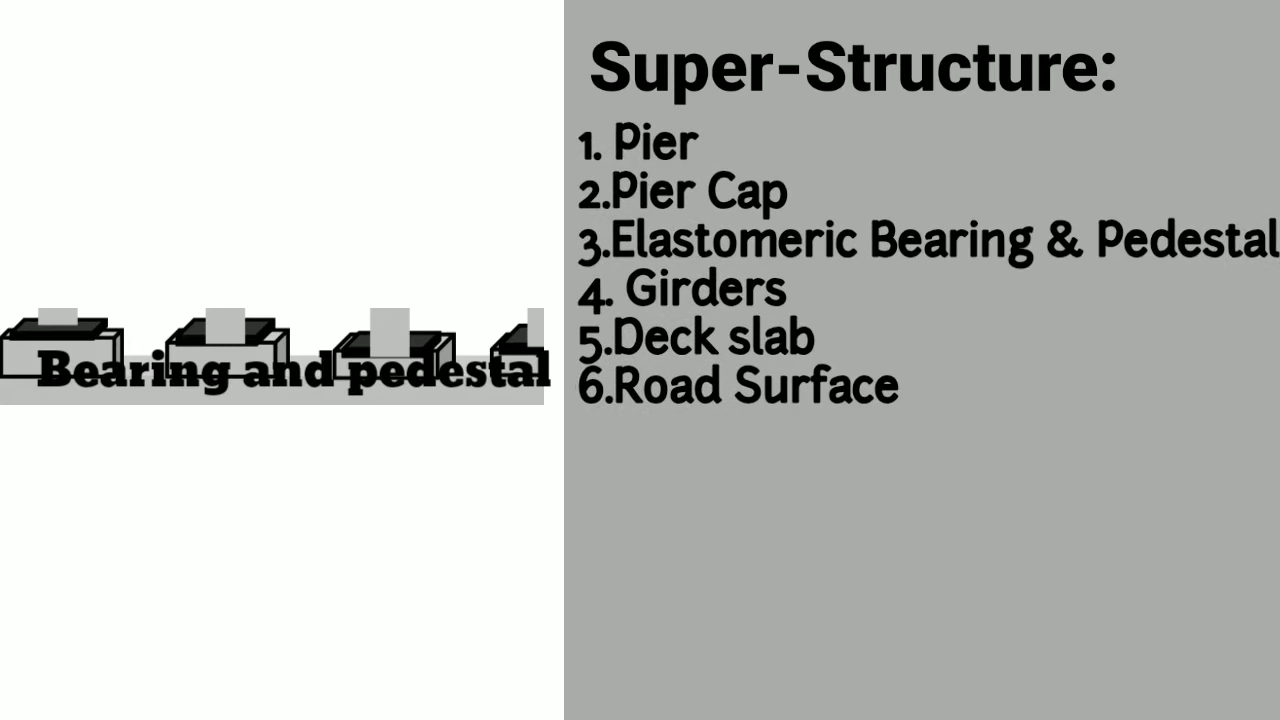 Super-Structure:
1. Pier
2.Pier Cap
3.Elastomeric Bearing & Pedestal
4. Girders
5.Deck slab
6.Road Surface
Bearing and pedestal